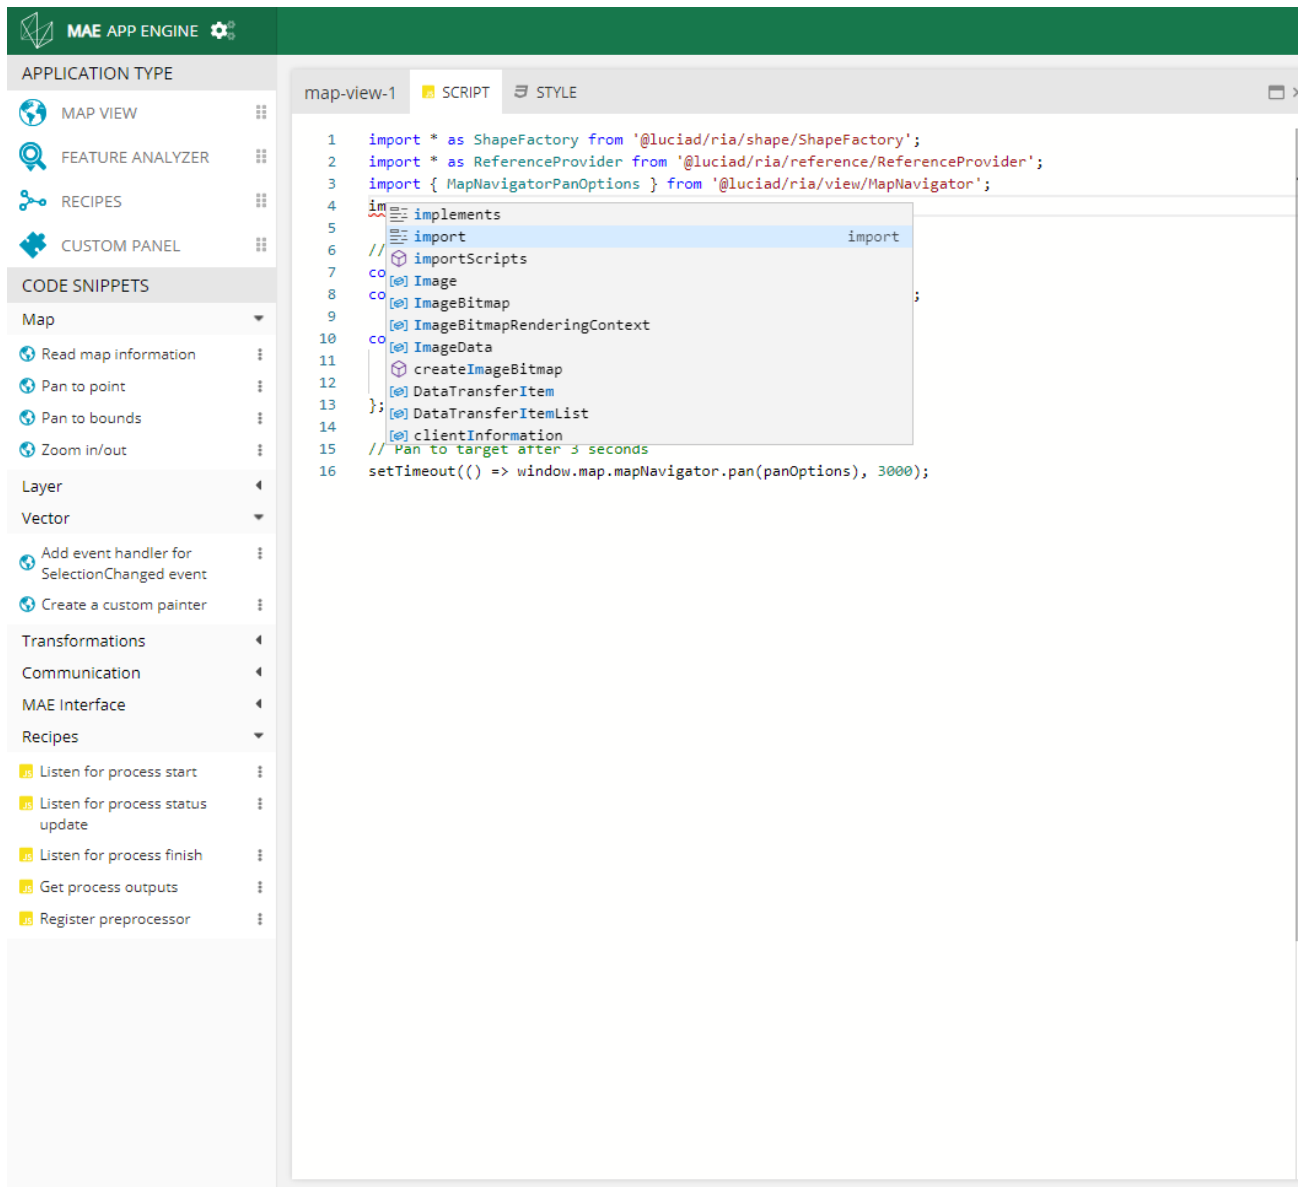 MAE APP ENGINE
APPLICATION TYPE
MAP VIEW
FEATURE ANALYZER
RECIPES
CUSTOM PANEL
CODE SNIPPETS
Map
Read map information
Pan to point
Pan to bounds
Zoom in/out
Layer
Vector
Add event handler for
SelectionChanged event
Create a custom painter
Transformations
Communication
MAE Interface
Recipes
JS Listen for process start
JS Listen for process status
update
JS Listen for process finish
JS Get process outputs
JS Register preprocessor
map-view-1 JS SCRIPT STYLE
1 import * as ShapeFactory from '@luciad/ria/shape/ShapeFactory';
2 import * as ReferenceProvider from '@luciad/ria/reference/ReferenceProvider';
3 import { MapNavigatorPanOptions } from '@luciad/ria/view/MapNavigator';
4 im
5
6 //
7 co
8 co ;
9
10 co
11
12
13 };
14
15 // Pan to target after 3 seconds
16 setTimeout(() => window.map.mapNavigator.pan(panOptions), 3000);
implements
import import
importScripts
Image
ImageBitmap
ImageBitmapRenderingContext
ImageData
createImageBitmap
DataTransferItem
DataTransferItemList
clientInformation